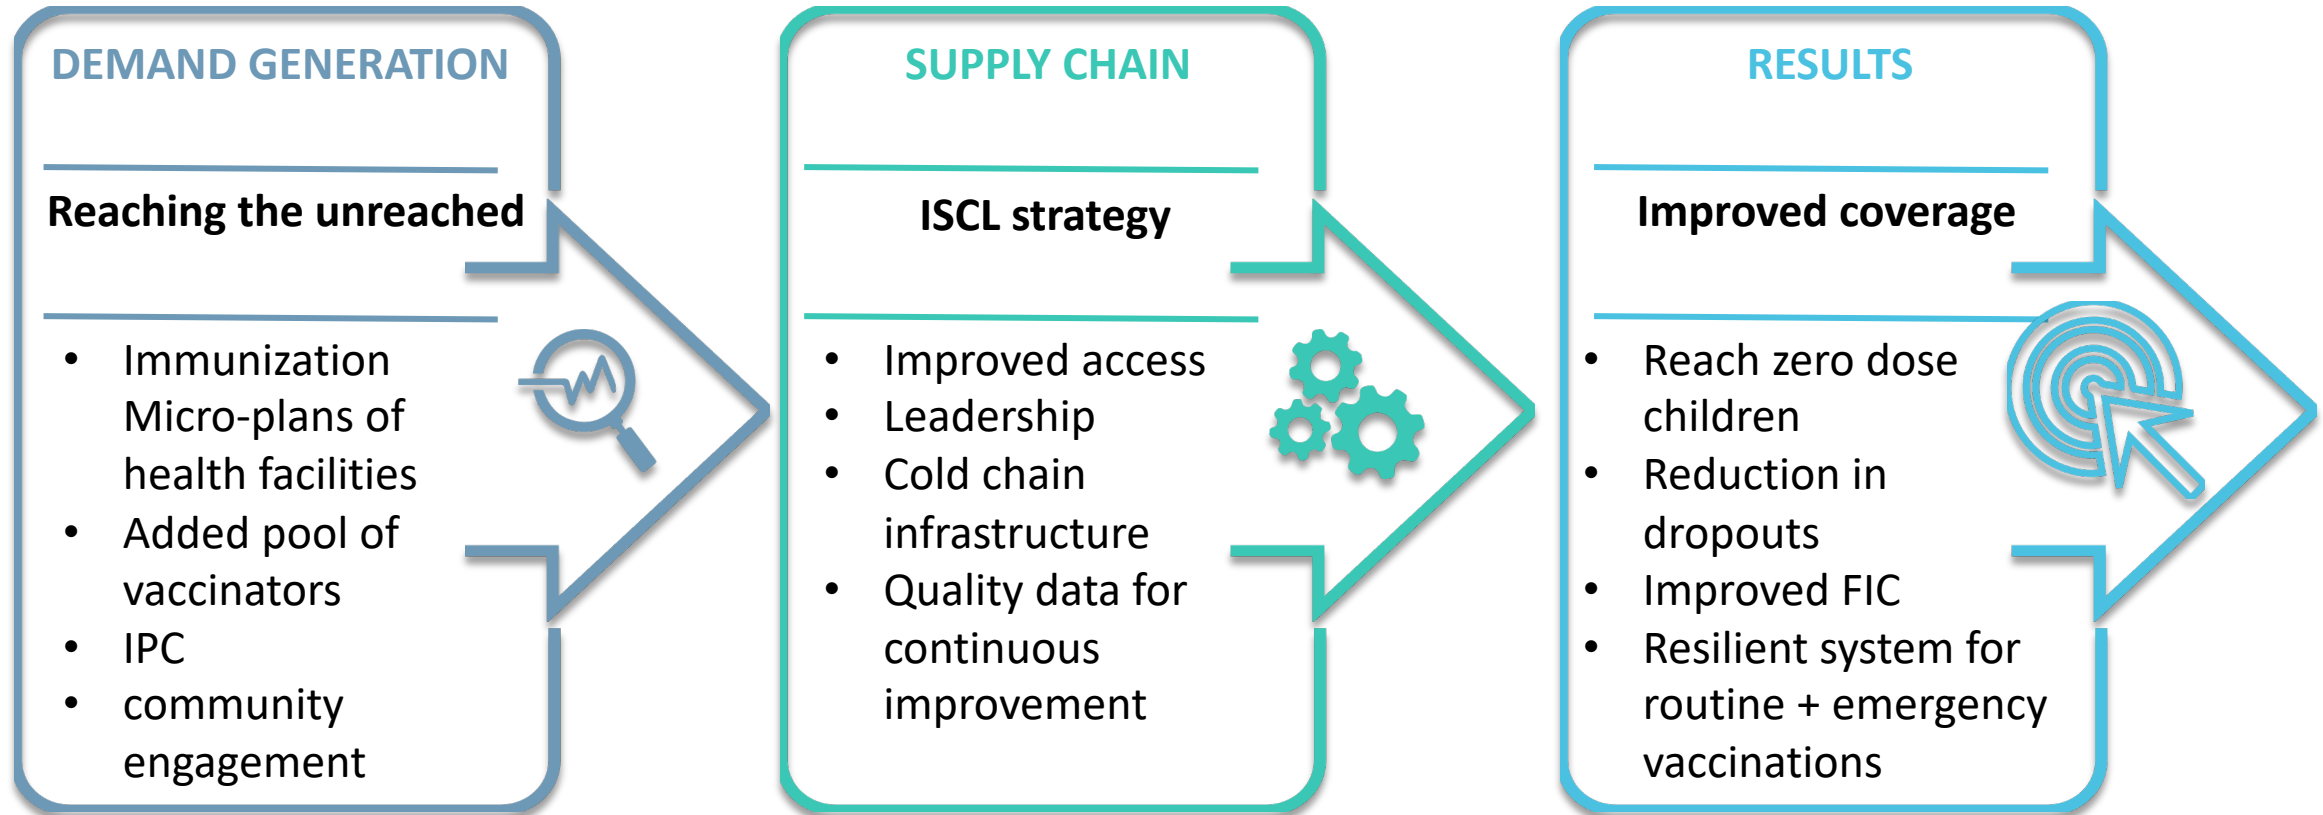 DEMAND GENERATION
Reaching the unreached
• Immunization
Micro-plans of
health facilities
• Added pool of
vaccinators
• IPC
• community
engagement
SUPPLY CHAIN
ISCL strategy
• Improved access
• Leadership
• Cold chain
infrastructure
• Quality data for
continuous
improvement
RESULTS
Improved coverage
• Reach zero dose
children
• Reduction in
dropouts
• Improved FIC
• Resilient system for
routine + emergency
vaccinations